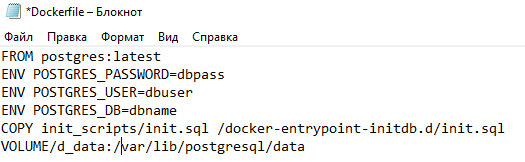 *Dockerfile – Блокнот
Файл Правка Формат Вид Справка
FROM postgres:latest
ENV POSTGRES_PASSWORD=dbpass
ENV POSTGRES_USER=dbuser
ENV POSTGRES_DB=dbname
COPY init_scripts/init.sql /docker-entrypoint-initdb.d/init.sql
VOLUME/d_data:/var/lib/postgresql/data